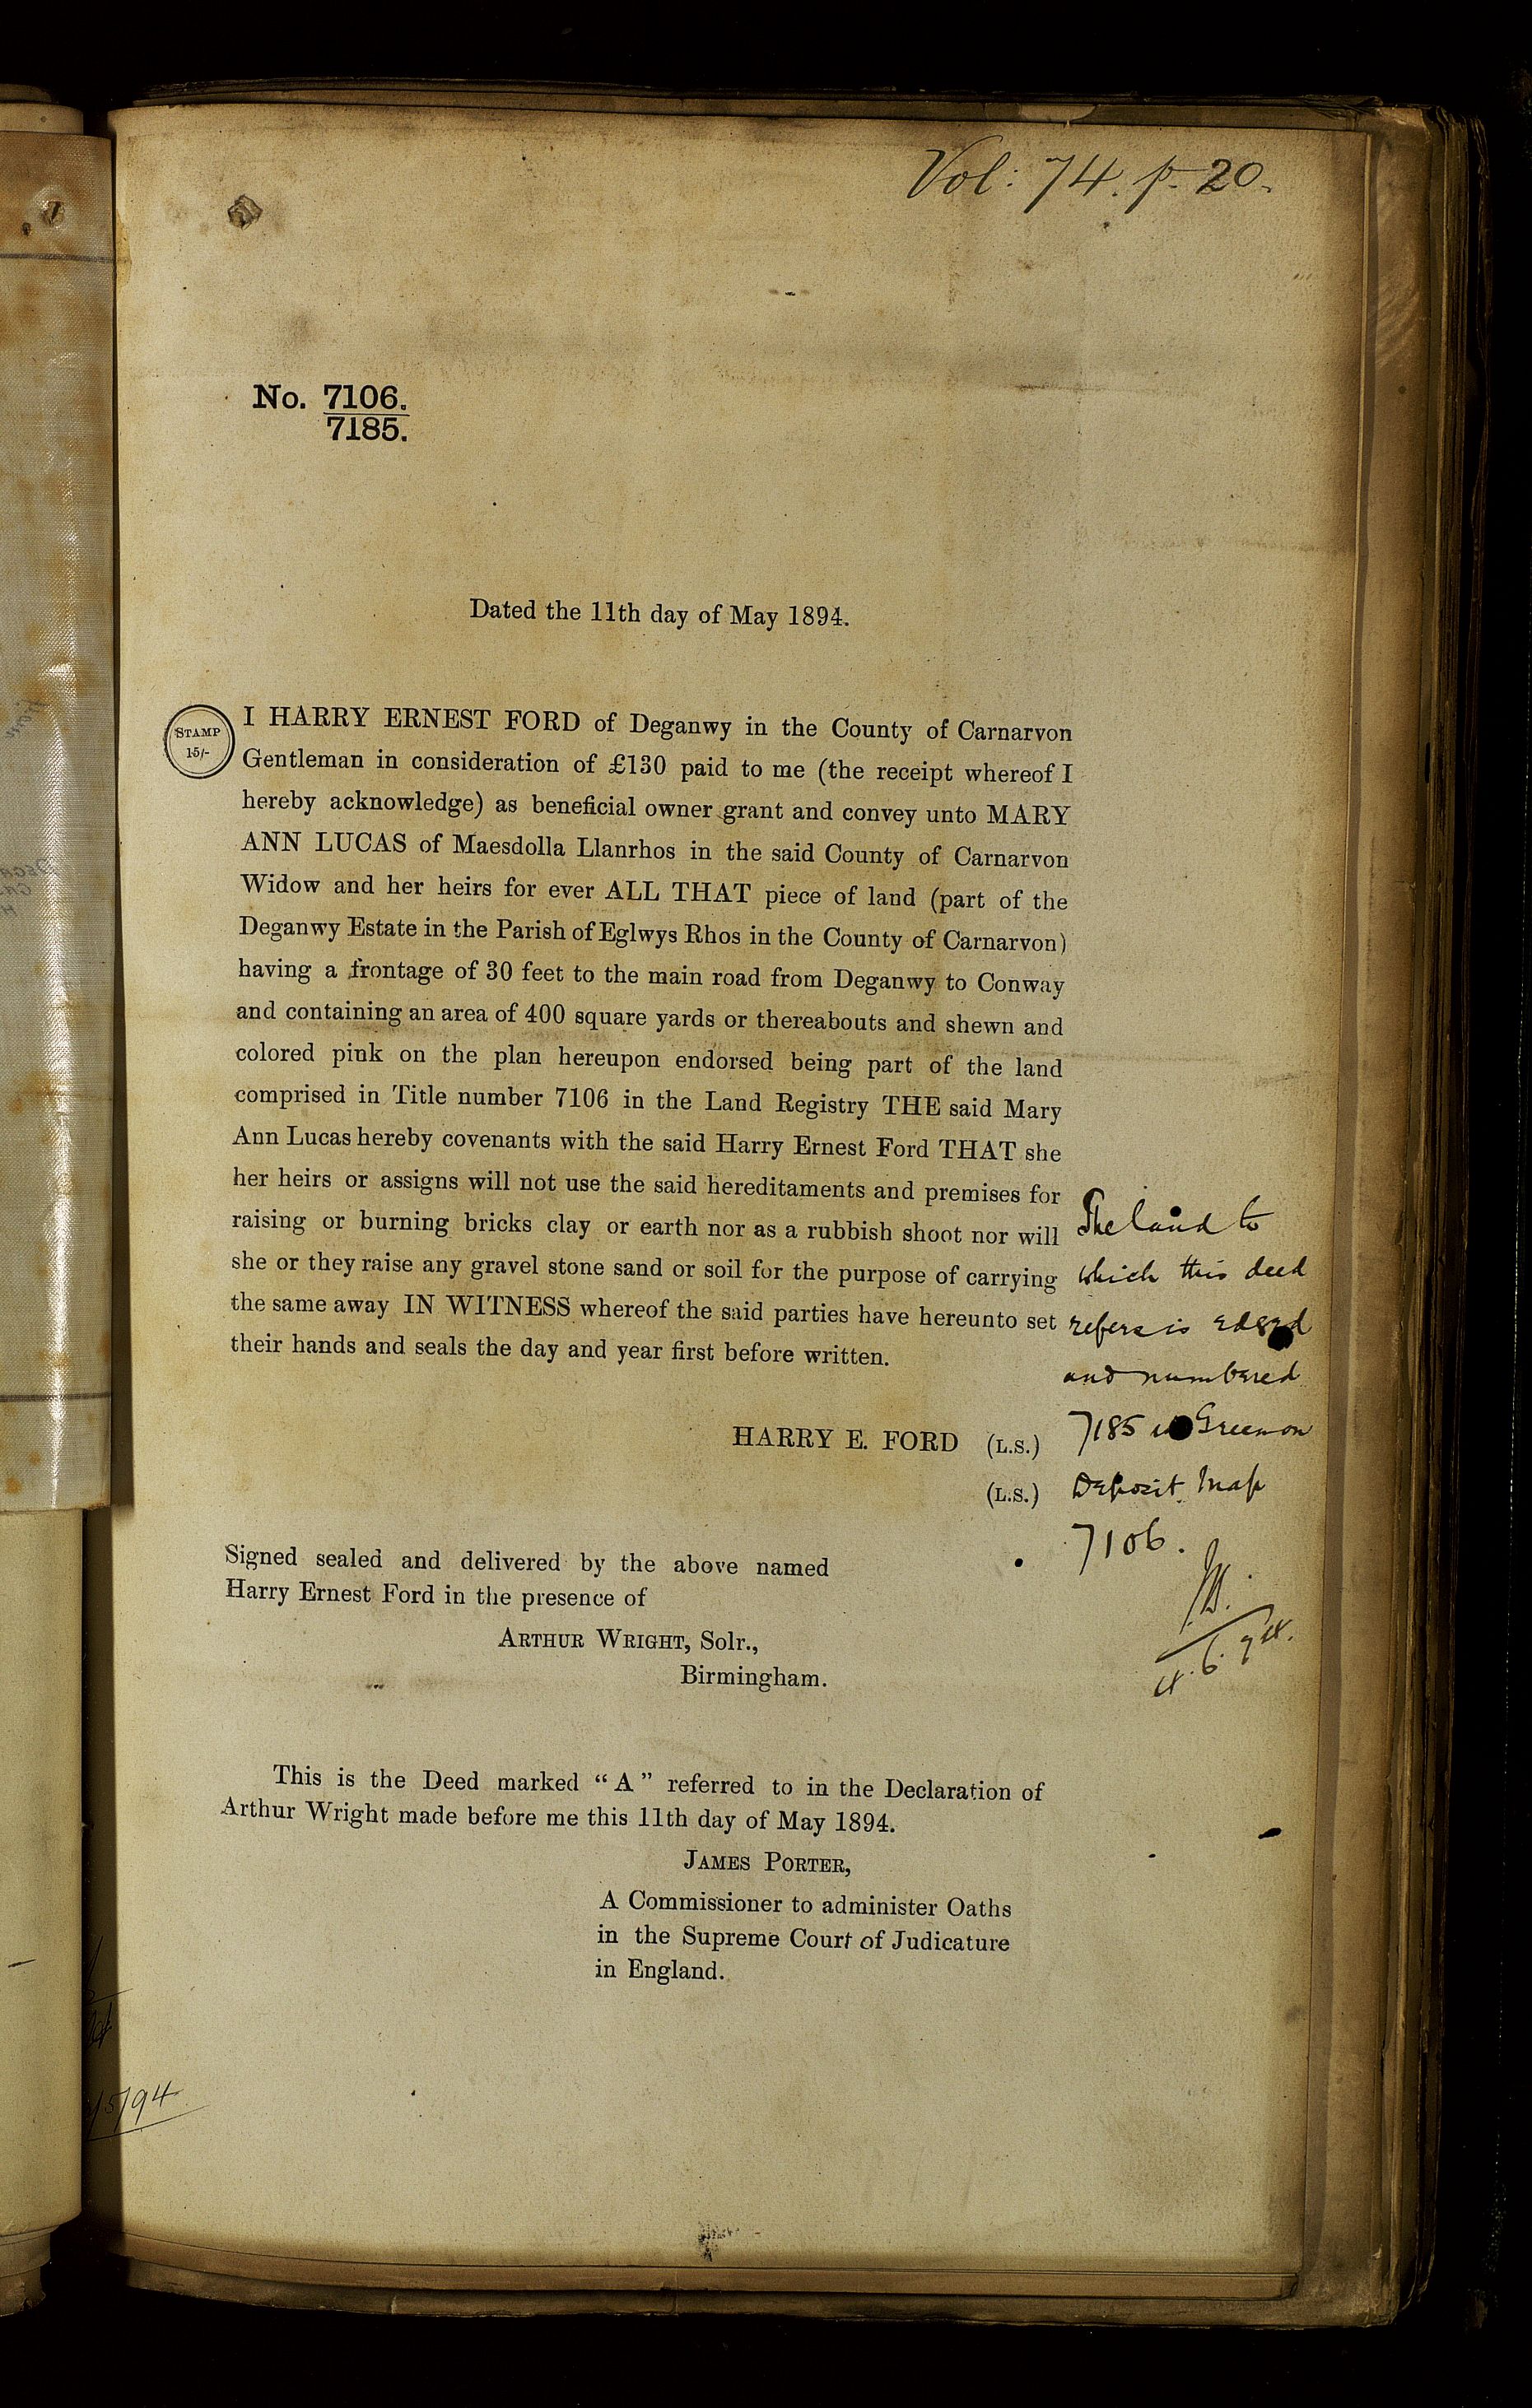 Vol: 74. p. 20.
No. 7106.
7185.
Dated the 11th day of May 1894.
STAMP
15/-
I HARRY ERNEST FORD of Deganwy in the County of Carnarvon
Gentleman in consideration of £130 paid to me (the receipt whereof I
hereby acknowledge) as beneficial owner grant and convey unto MARY
ANN LUCAS of Maesdolla Llanrhos in the said County of Carnarvon
Widow and her heirs for ever ALL THAT piece of land (part of the
Deganwy Estate in the Parish of Eglwys Rhos in the County of Carnarvon)
having a frontage of 30 feet to the main road from Deganwy to Conway
and containing an area of 400 square yards or thereabouts and shewn and
colored pink on the plan hereupon endorsed being part of the land
comprised in Title number 7106 in the Land Registry THE said Mary
Ann Lucas hereby covenants with the said Harry Ernest Ford THAT she
her heirs or assigns will not use the said hereditaments and premises for
raising or burning bricks clay or earth nor as a rubbish shoot nor will
she or they raise any gravel stone sand or soil for the purpose of carrying
the same away IN WITNESS whereof the said parties have hereunto set
their hands and seals the day and year first before written.
The land to
which this deed
refers is edged
and numbered
7185 in Green on
Deposit Map
7106.
4.6.94.
HARRY E. FORD (L.S.)
(L.S.)
Signed sealed and delivered by the above named
Harry Ernest Ford in the presence of
ARTHUR WRIGHT, Solr.,
Birmingham.
This is the Deed marked "A" referred to in the Declaration of
Arthur Wright made before me this 11th day of May 1894.
JAMES PORTER,
A Commissioner to administer Oaths
in the Supreme Court of Judicature
in England.
/5/94